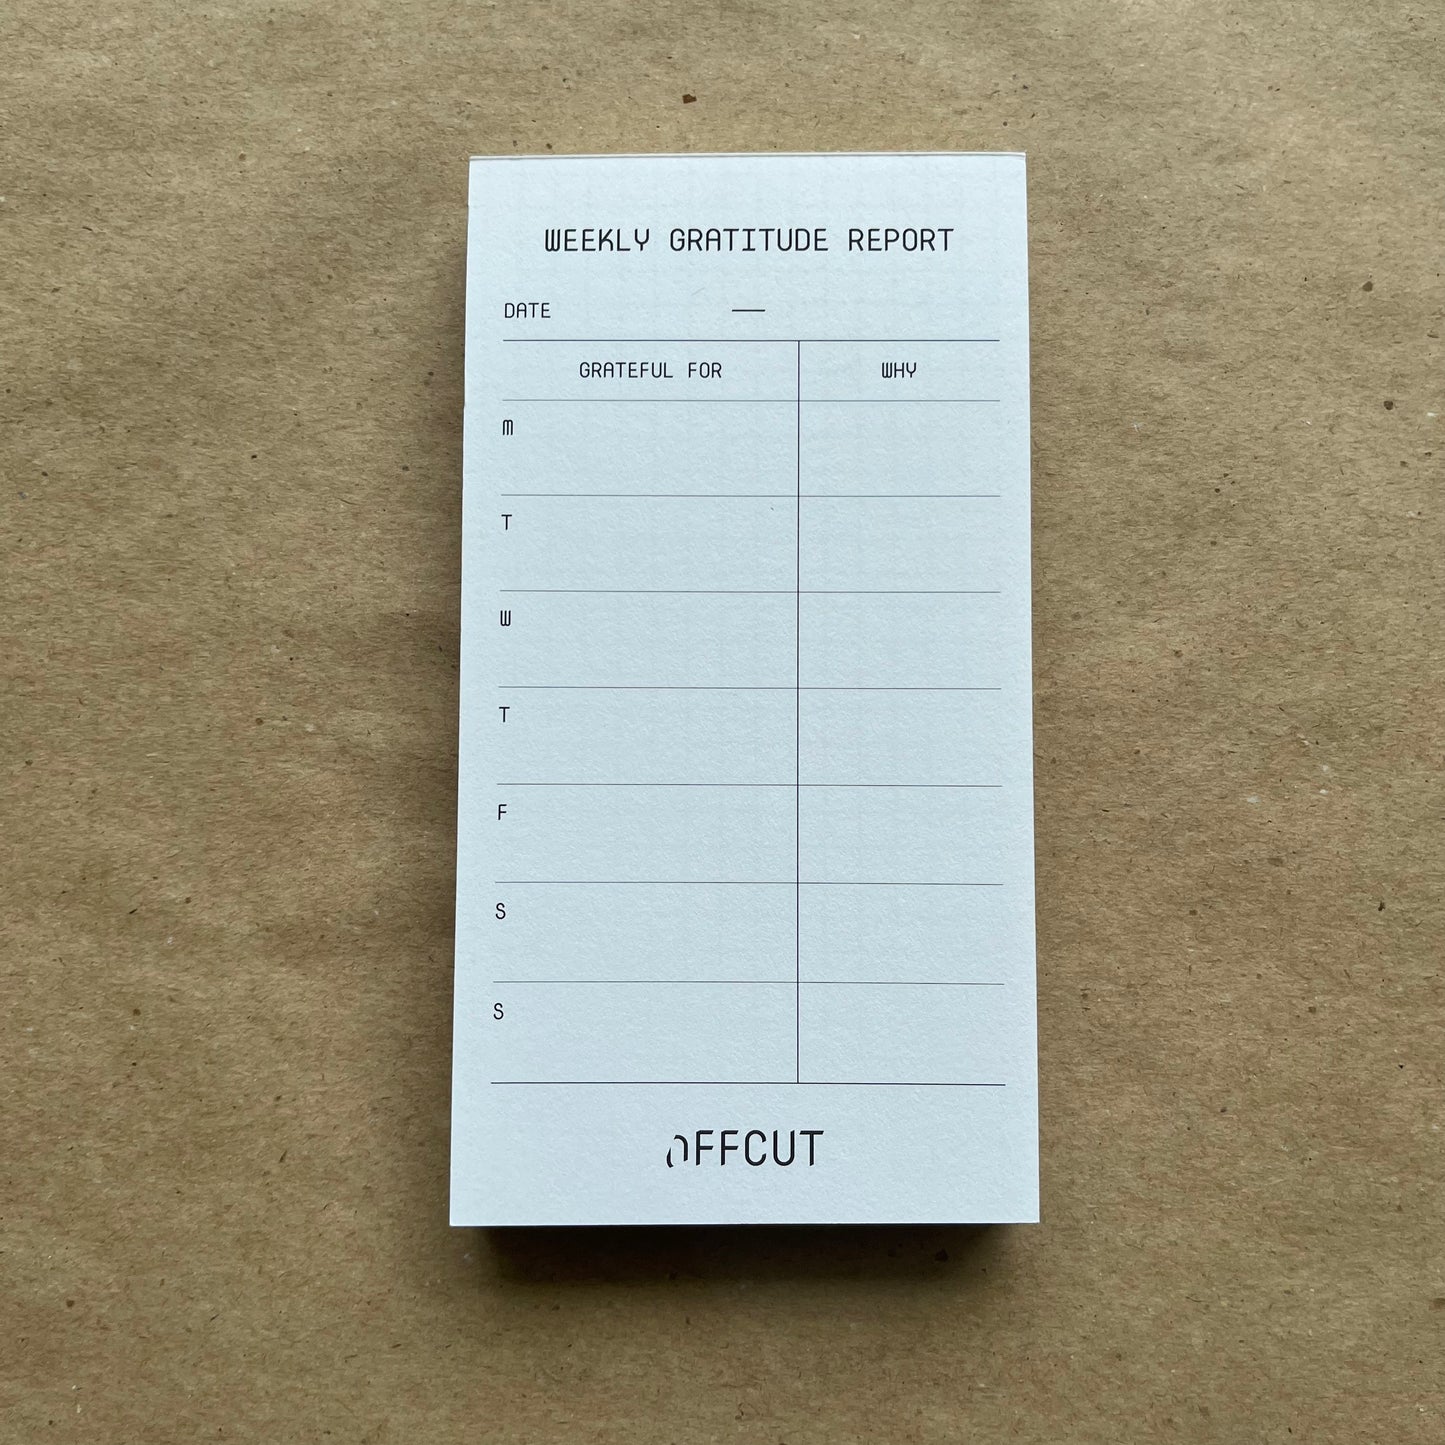 WEEKLY GRATITUDE REPORT
DATE —
GRATEFUL FOR WHY
M
T
W
T
F
S
S
OFFCUT